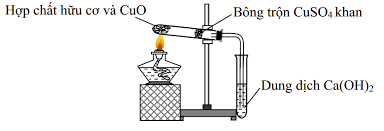 Hợp chất hữu cơ và CuO
Bông trộn CuSO₄ khan
Dung dịch Ca(OH)₂